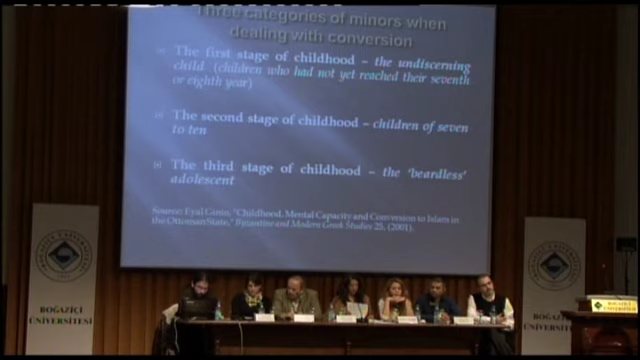 Three categories of minors when
dealing with conversion
The first stage of childhood – the undiscerning
child. (children who had not yet reached their seventh
or eighth year)
The second stage of childhood – children of seven
to ten
The third stage of childhood – the 'beardless'
adolescent
Source: Eyal Ginio, "Childhood, Mental Capacity and Conversion to Islam in
the Ottoman State," Byzantine and Modern Greek Studies 25, (2001).
BOĞAZİÇİ
ÜNİVERSİTESİ
BOĞAZİÇİ
ÜNİVERSİTESİ